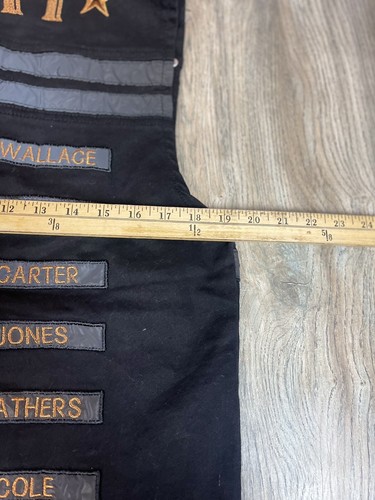 WALLACE
12 13 14 15 16 17 18 19 20 21 22 23 24
3/8 1/2 5/8
CARTER
JONES
ATHERS
COLE